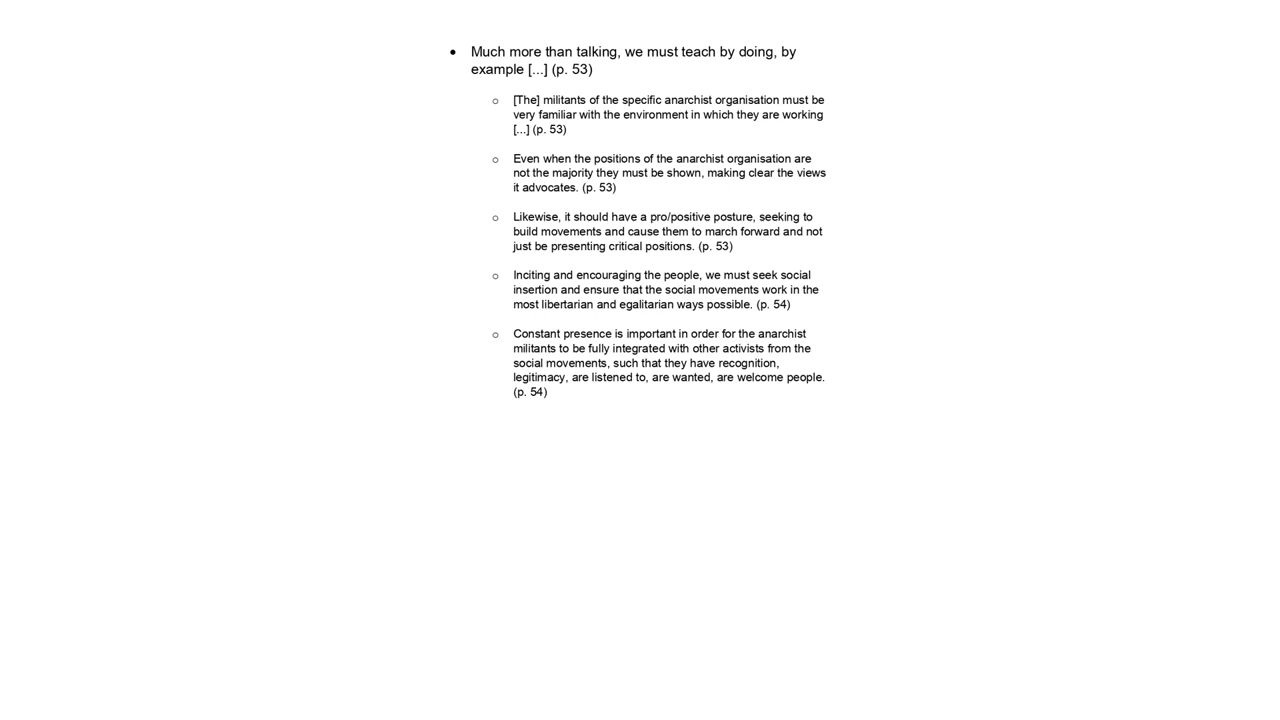 • Much more than talking, we must teach by doing, by
example [...] (p. 53)
o [The] militants of the specific anarchist organisation must be
very familiar with the environment in which they are working
[...] (p. 53)
o Even when the positions of the anarchist organisation are
not the majority they must be shown, making clear the views
it advocates. (p. 53)
o Likewise, it should have a pro/positive posture, seeking to
build movements and cause them to march forward and not
just be presenting critical positions. (p. 53)
o Inciting and encouraging the people, we must seek social
insertion and ensure that the social movements work in the
most libertarian and egalitarian ways possible. (p. 54)
o Constant presence is important in order for the anarchist
militants to be fully integrated with other activists from the
social movements, such that they have recognition,
legitimacy, are listened to, are wanted, are welcome people.
(p. 54)